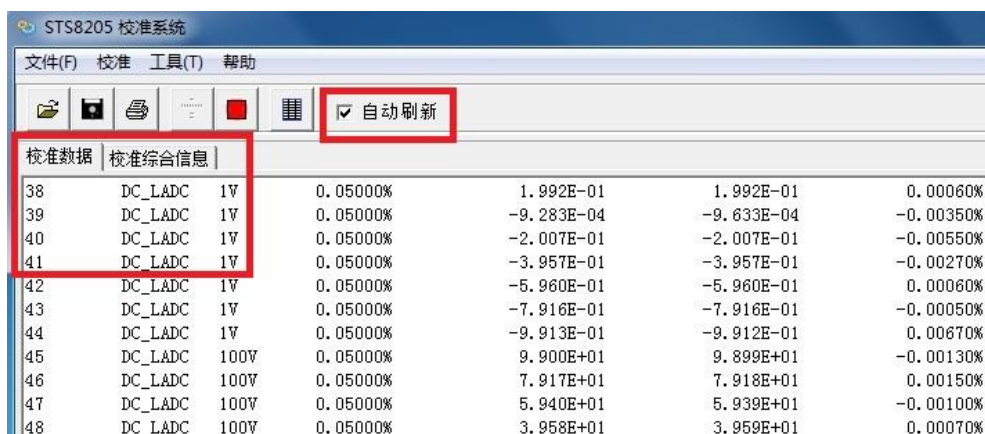 STS8205 校准系统
文件(F) 校准 工具(T) 帮助
自动刷新
校准数据 校准综合信息
38 DC_LADC 1V 0.05000% 1.992E-01 1.992E-01 0.00060%
39 DC_LADC 1V 0.05000% -9.283E-04 -9.633E-04 -0.00350%
40 DC_LADC 1V 0.05000% -2.007E-01 -2.007E-01 -0.00550%
41 DC_LADC 1V 0.05000% -3.957E-01 -3.957E-01 -0.00270%
42 DC_LADC 1V 0.05000% -5.960E-01 -5.960E-01 0.00060%
43 DC_LADC 1V 0.05000% -7.916E-01 -7.916E-01 -0.00050%
44 DC_LADC 1V 0.05000% -9.913E-01 -9.912E-01 0.00670%
45 DC_LADC 100V 0.05000% 9.900E+01 9.899E+01 -0.00130%
46 DC_LADC 100V 0.05000% 7.917E+01 7.918E+01 0.00150%
47 DC_LADC 100V 0.05000% 5.940E+01 5.939E+01 -0.00100%
48 DC_LADC 100V 0.05000% 3.958E+01 3.959E+01 0.00070%